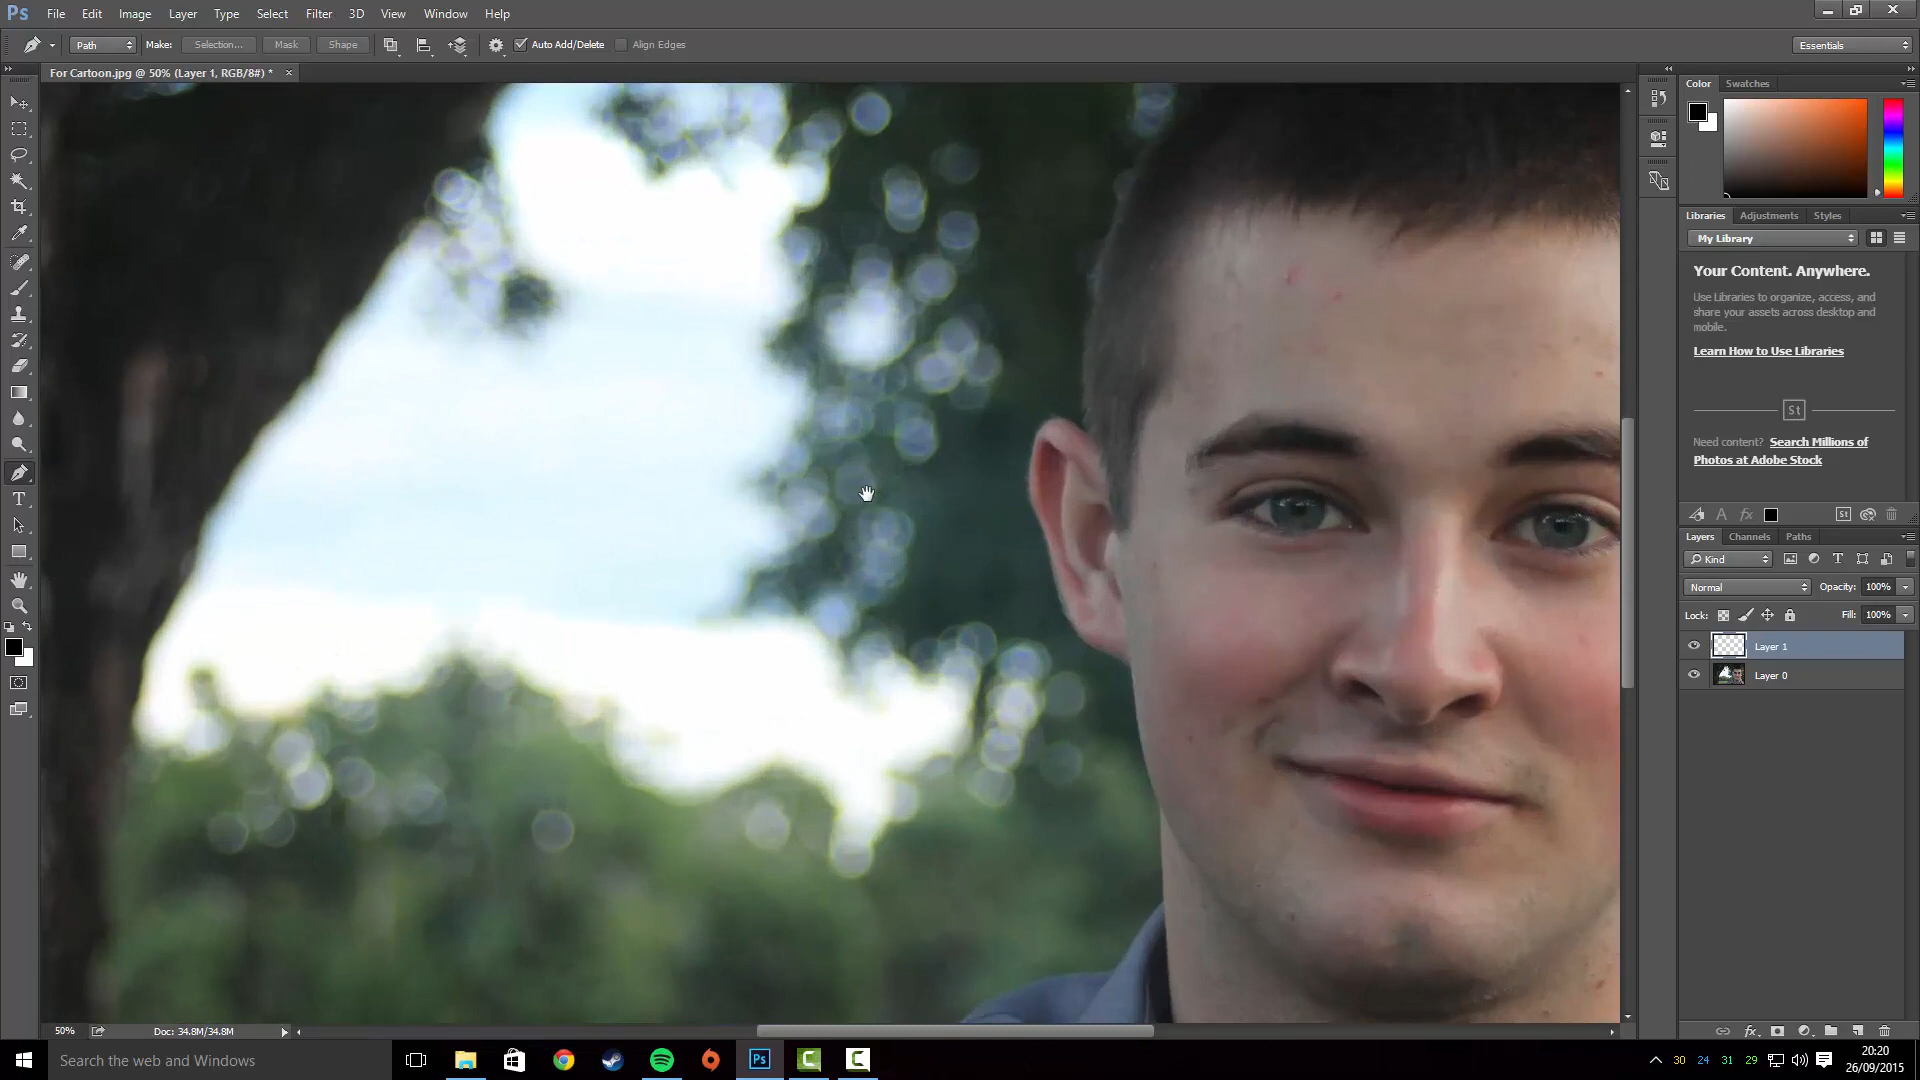 Ps File Edit Image Layer Type Select Filter 3D View Window Help
Path Make: Selection... Mask Shape Auto Add/Delete Align Edges Essentials
For Cartoon.jpg @ 50% (Layer 1, RGB/8#) *
Color Swatches
Libraries Adjustments Styles
My Library
Your Content. Anywhere.
Use Libraries to organize, access, and
share your assets across desktop and
mobile.
Learn How to Use Libraries
St
Need content? Search Millions of
Photos at Adobe Stock
St
Layers Channels Paths
Kind
Normal Opacity: 100%
Lock: Fill: 100%
Layer 1
Layer 0
50% Doc: 34.8M/34.8M
Search the web and Windows
Ps
30 24 31 29
20:20
26/09/2015